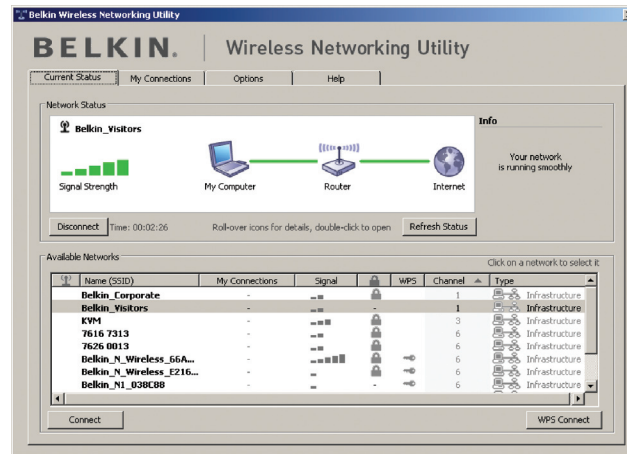 Belkin Wireless Networking Utility
BELKIN. Wireless Networking Utility
Current Status My Connections Options Help
Network Status
Belkin_Visitors
Signal Strength My Computer Router Internet
Info
Your network
is running smoothly
Disconnect Time: 00:02:26 Roll-over icons for details, double-click to open Refresh Status
Available Networks
Click on a network to select it
Name (SSID) My Connections Signal WPS Channel Type
Belkin_Corporate - 1 Infrastructure
Belkin_Visitors - - 1 Infrastructure
KVM - 3 Infrastructure
7616 7313 - 6 Infrastructure
7626 0013 - 6 Infrastructure
Belkin_N_Wireless_66A... - 6 Infrastructure
Belkin_N_Wireless_E216... - 6 Infrastructure
Belkin_N1_038C88 - - 6 Infrastructure
Connect WPS Connect